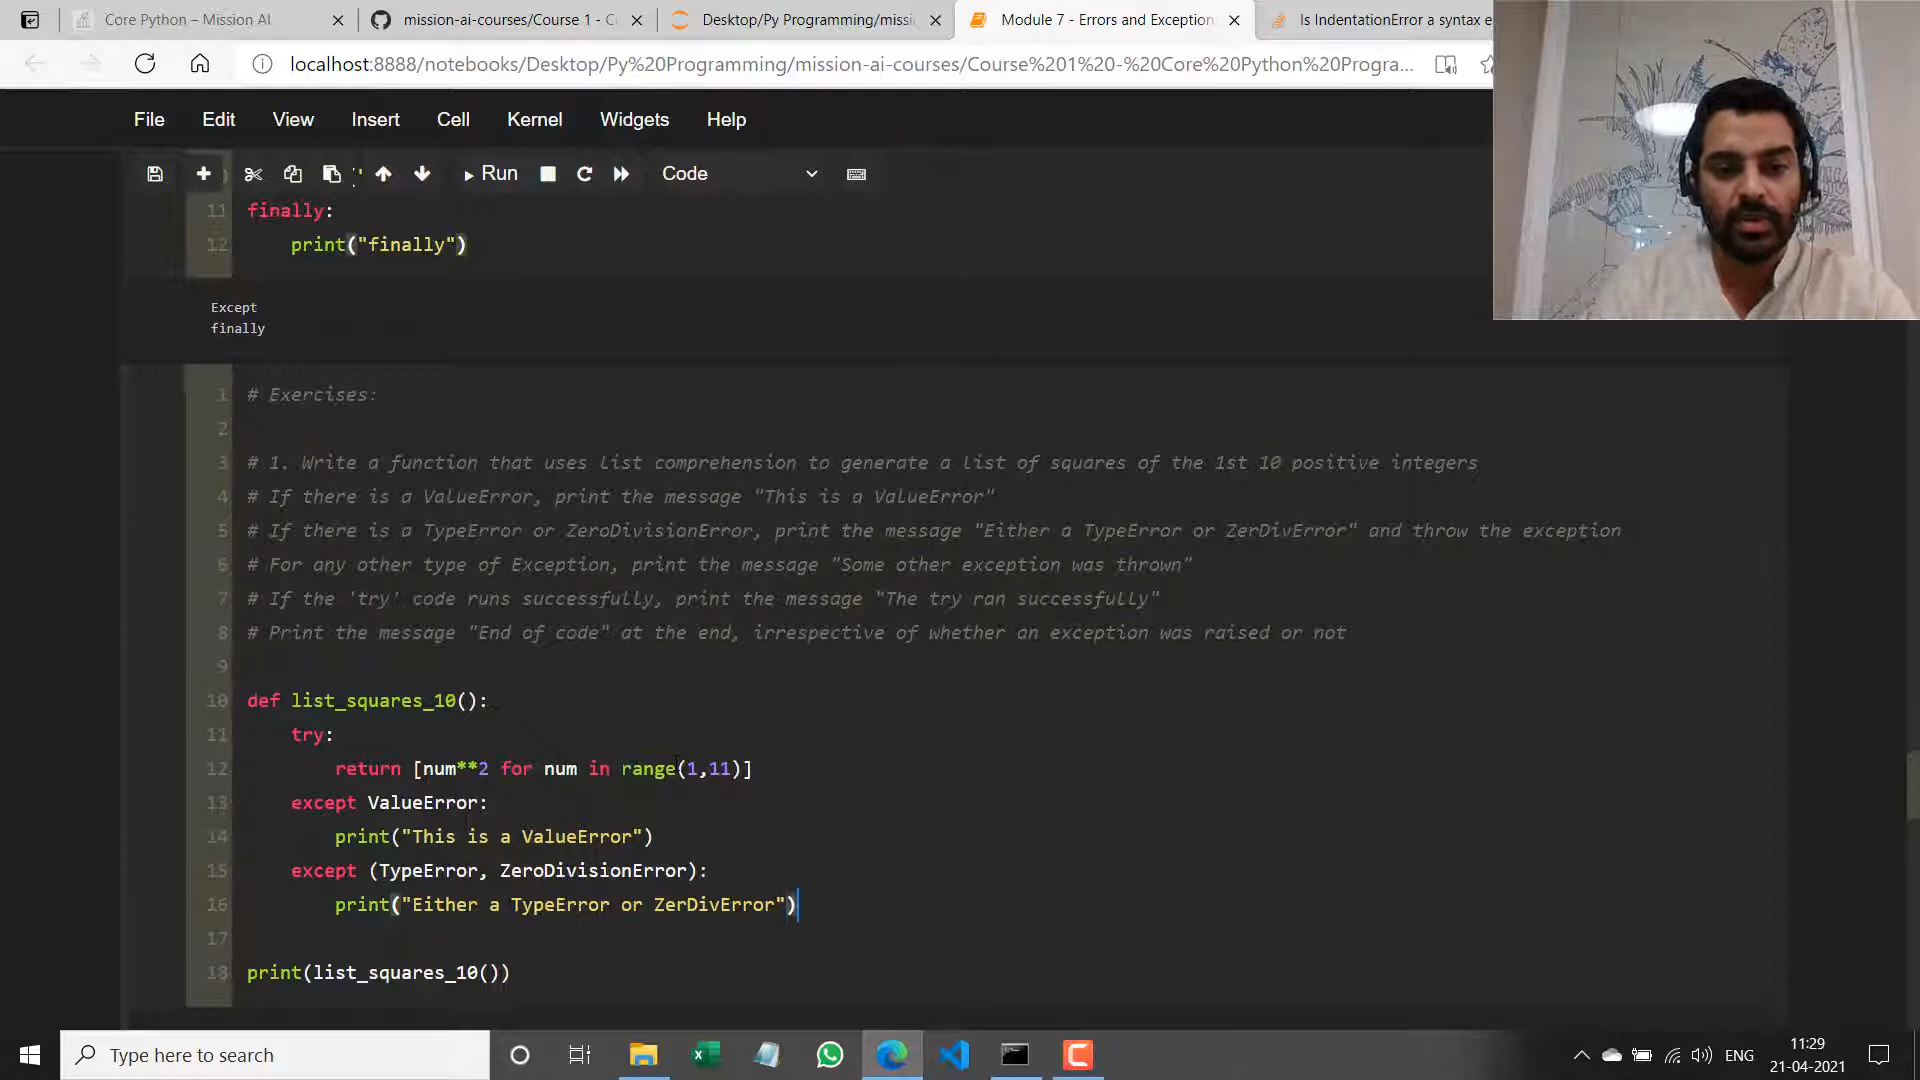 Core Python – Mission AI
mission-ai-courses/Course 1 - C
Desktop/Py Programming/missi
Module 7 - Errors and Exception
Is IndentationError a syntax e
localhost:8888/notebooks/Desktop/Py%20Programming/mission-ai-courses/Course%201%20-%20Core%20Python%20Progra...
File Edit View Insert Cell Kernel Widgets Help
Run Code
11 finally:
12 print("finally")
Except
finally
1 # Exercises:
2
3 # 1. Write a function that uses list comprehension to generate a list of squares of the 1st 10 positive integers
4 # If there is a ValueError, print the message "This is a ValueError"
5 # If there is a TypeError or ZeroDivisionError, print the message "Either a TypeError or ZerDivError" and throw the exception
6 # For any other type of Exception, print the message "Some other exception was thrown"
7 # If the 'try' code runs successfully, print the message "The try ran successfully"
8 # Print the message "End of code" at the end, irrespective of whether an exception was raised or not
9
10 def list_squares_10():
11 try:
12 return [num**2 for num in range(1,11)]
13 except ValueError:
14 print("This is a ValueError")
15 except (TypeError, ZeroDivisionError):
16 print("Either a TypeError or ZerDivError")
17
18 print(list_squares_10())
Type here to search
ENG
11:29
21-04-2021